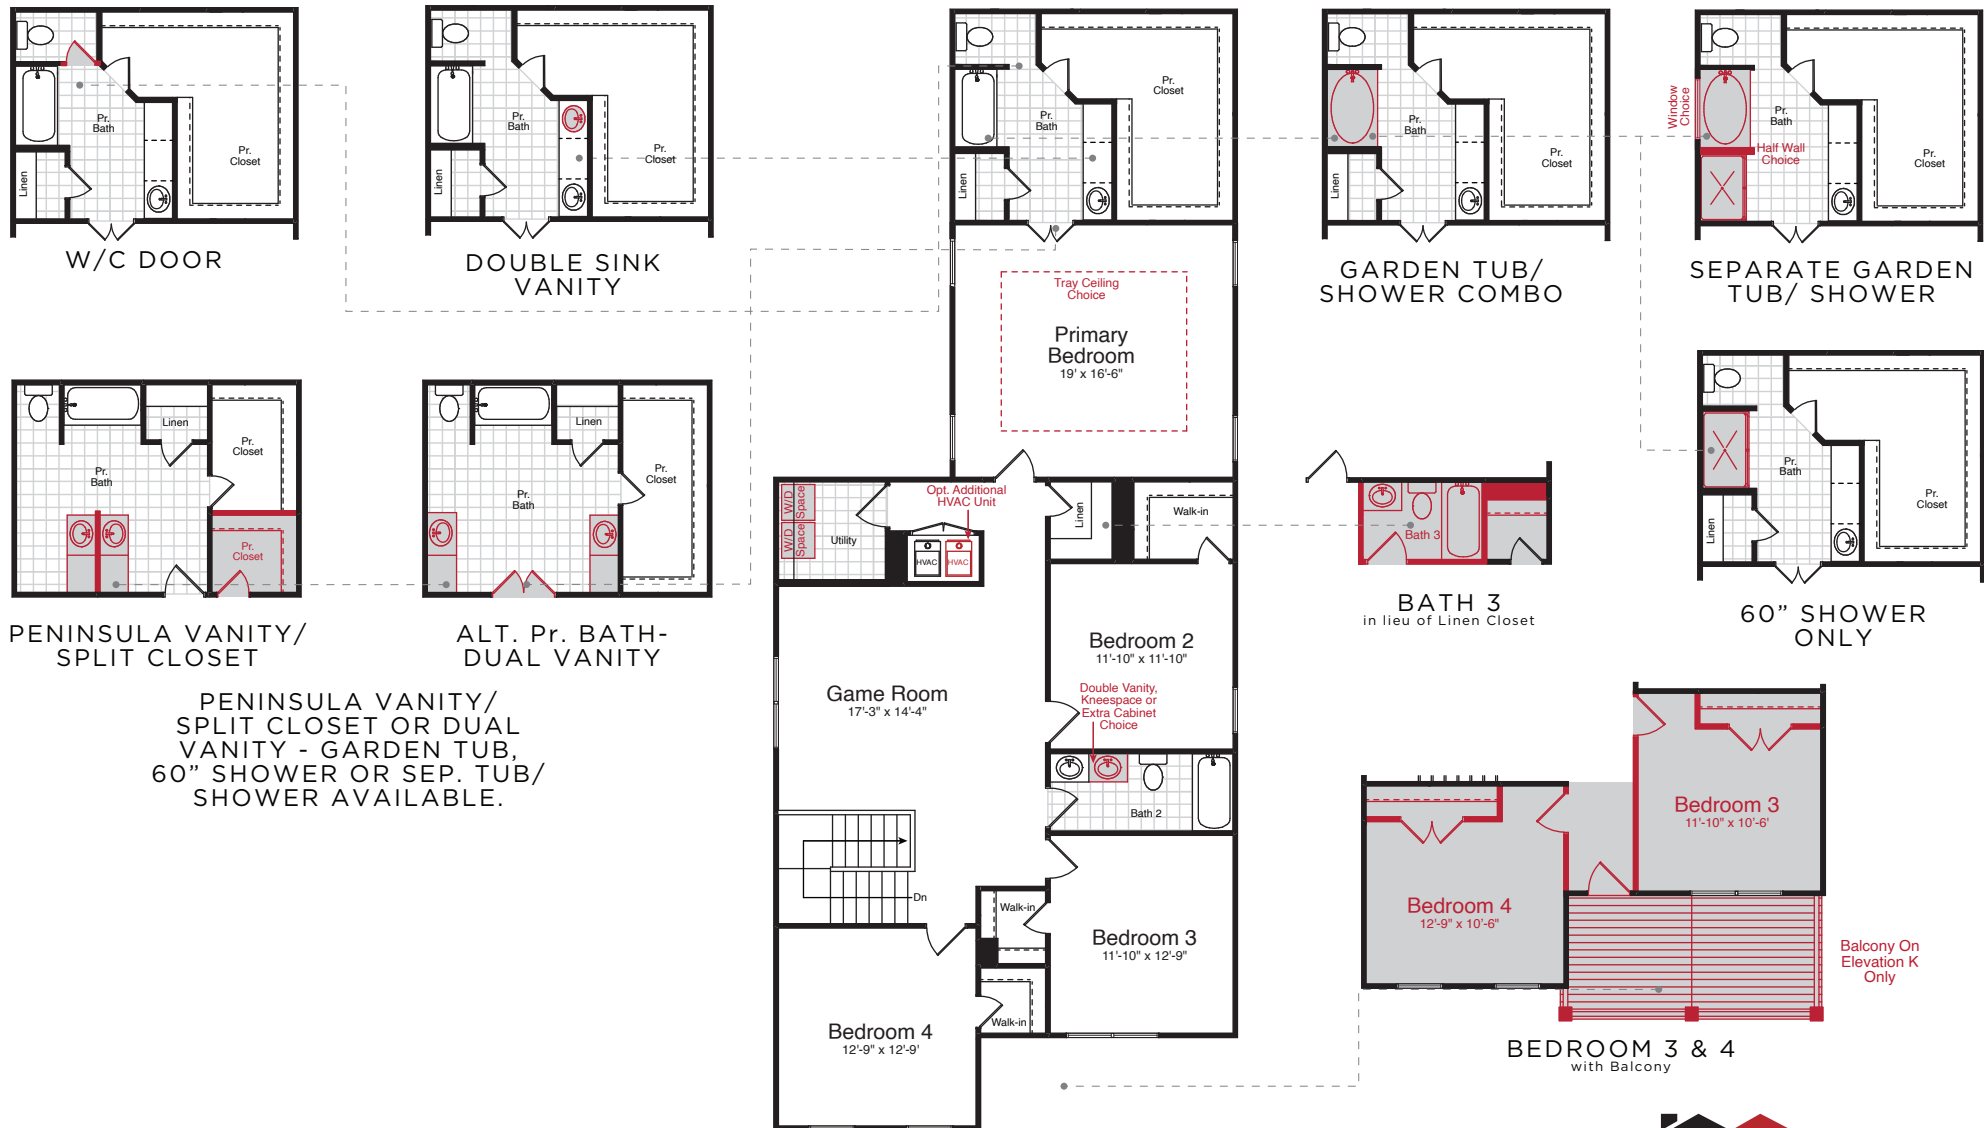 Pr.
Bath
Pr.
Closet
Linen
W/C DOOR
Pr.
Bath
Pr.
Closet
Linen
DOUBLE SINK
VANITY
Pr.
Bath
Pr.
Closet
Linen
Pr.
Bath
Pr.
Closet
Linen
GARDEN TUB/
SHOWER COMBO
Window
Choice
Pr.
Bath
Half Wall
Choice
Pr.
Closet
SEPARATE GARDEN
TUB/ SHOWER
Tray Ceiling
Choice
Primary
Bedroom
19' x 16'-6"
Linen
Pr.
Closet
Pr.
Bath
Pr.
Closet
PENINSULA VANITY/
SPLIT CLOSET
Linen
Pr.
Bath
Pr.
Closet
ALT. Pr. BATH-
DUAL VANITY
PENINSULA VANITY/
SPLIT CLOSET OR DUAL
VANITY - GARDEN TUB,
60” SHOWER OR SEP. TUB/
SHOWER AVAILABLE.
Pr.
Bath
Pr.
Closet
Linen
60” SHOWER
ONLY
W/D
Space
W/D
Space
Utility
Opt. Additional
HVAC Unit
HVAC
HVAC
Linen
Walk-in
Bath 3
BATH 3
in lieu of Linen Closet
Bedroom 2
11'-10" x 11'-10"
Game Room
17'-3" x 14'-4"
Double Vanity,
Kneespace or
Extra Cabinet
Choice
Bath 2
Dn
Walk-in
Bedroom 3
11'-10" x 12'-9"
Walk-in
Bedroom 4
12'-9" x 12'-9'
Bedroom 3
11'-10" x 10'-6'
Bedroom 4
12'-9" x 10'-6"
Balcony On
Elevation K
Only
BEDROOM 3 & 4
with Balcony